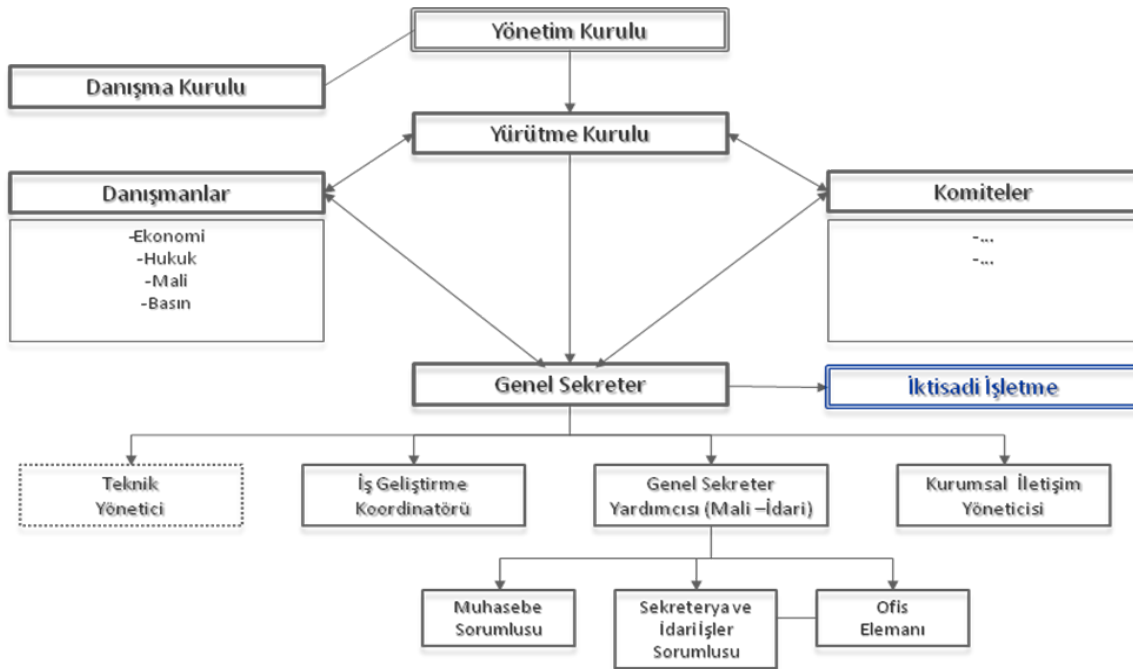 Yönetim Kurulu
Danışma Kurulu
Yürütme Kurulu
Danışmanlar
-Ekonomi
-Hukuk
-Mali
-Basın
Komiteler
-...
-...
Genel Sekreter
İktisadi İşletme
Teknik
Yönetici
İş Geliştirme
Koordinatörü
Genel Sekreter
Yardımcısı (Mali –İdari)
Kurumsal İletişim
Yöneticisi
Muhasebe
Sorumlusu
Sekreterya ve
İdari İşler
Sorumlusu
Ofis
Elemanı